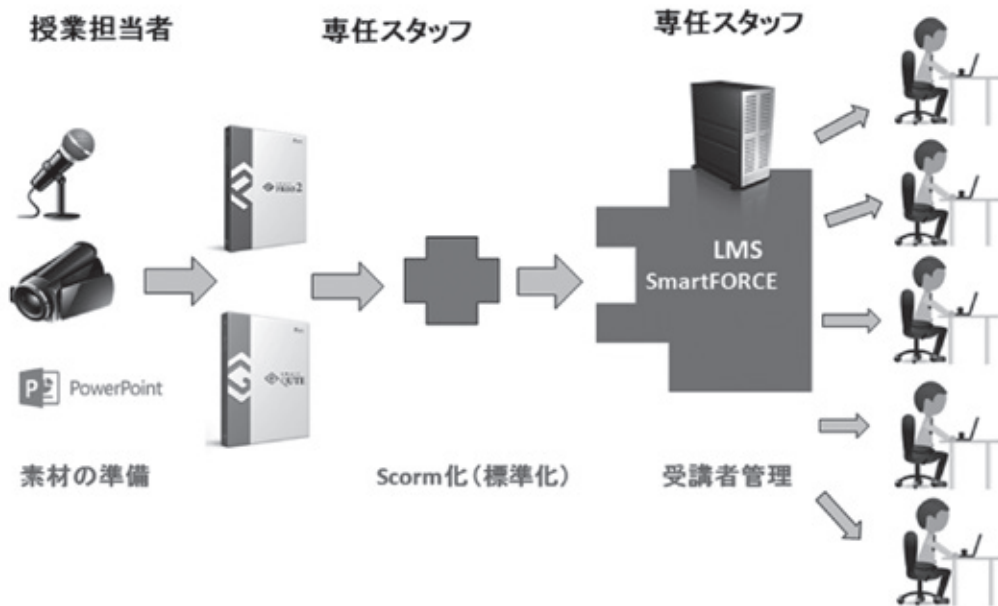 授業担当者
専任スタッフ
専任スタッフ
LMS
SmartFORCE
PowerPoint
素材の準備
Scorm化(標準化)
受講者管理